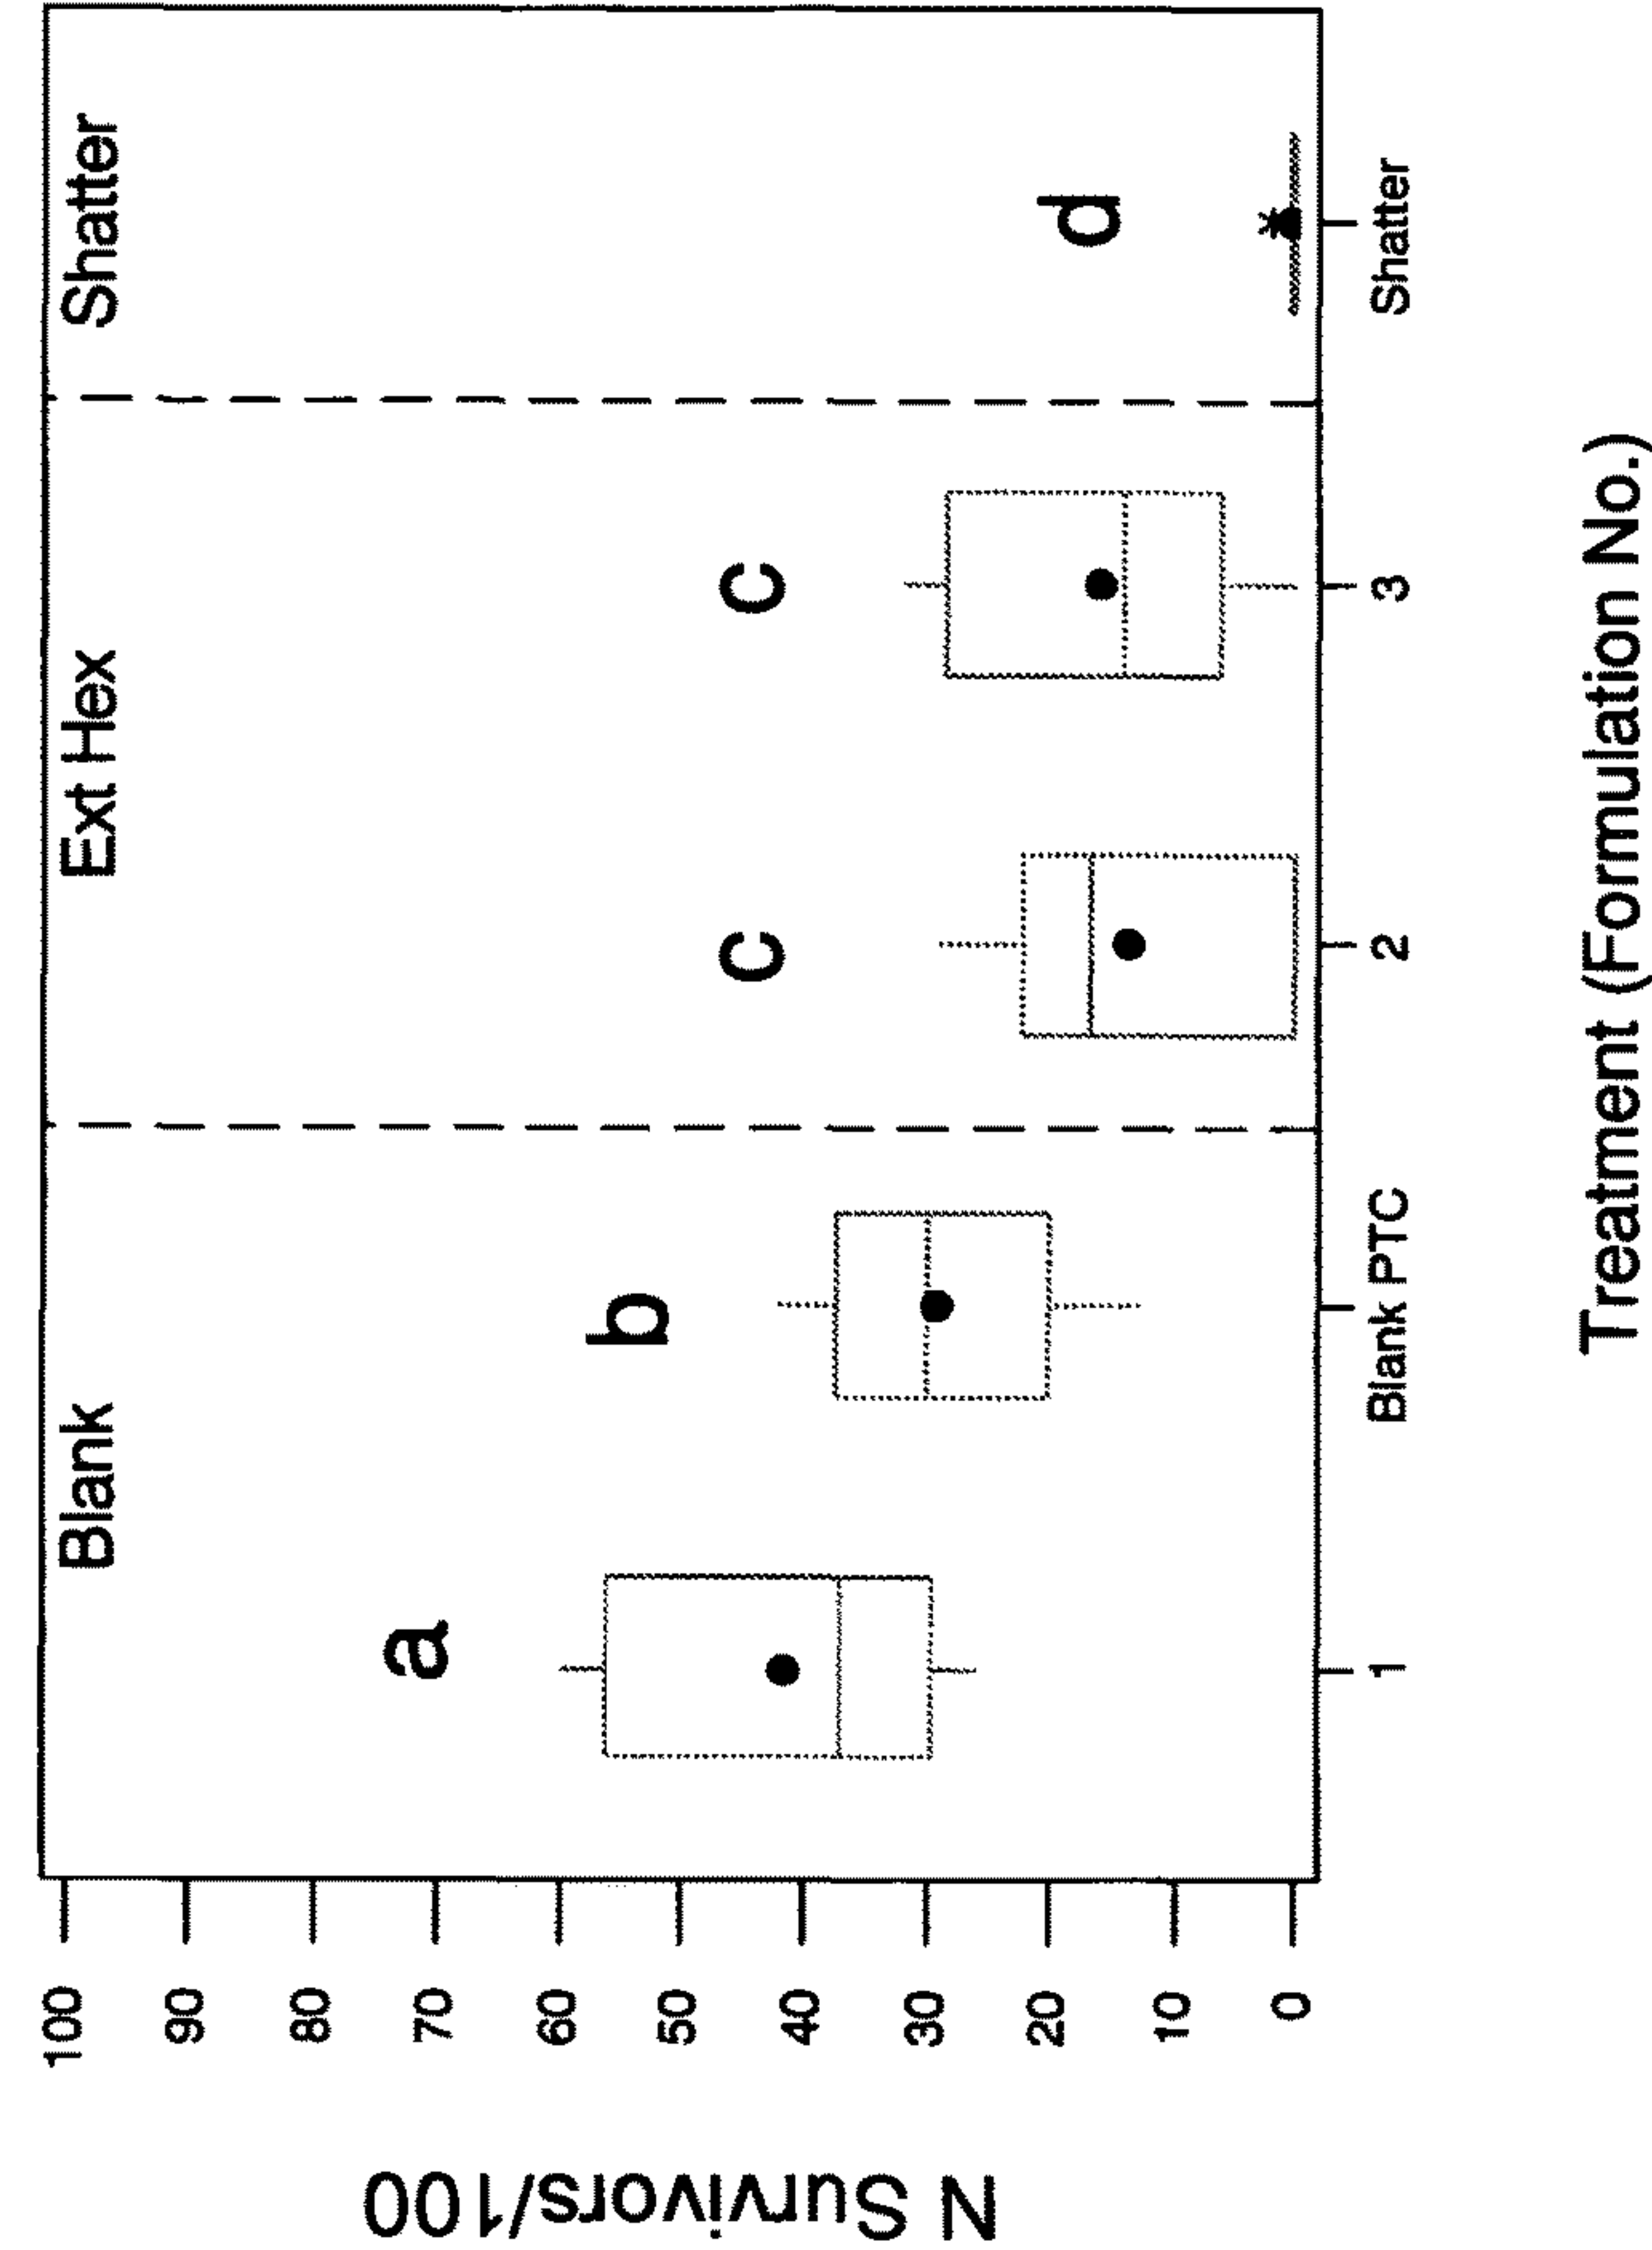 Blank
Ext Hex
Shatter
a
b
c
c
d
N Survivors/100
100
90
80
70
60
50
40
30
20
10
0
1
Blank PTC
2
3
Shatter
Treatment (Formulation No.)